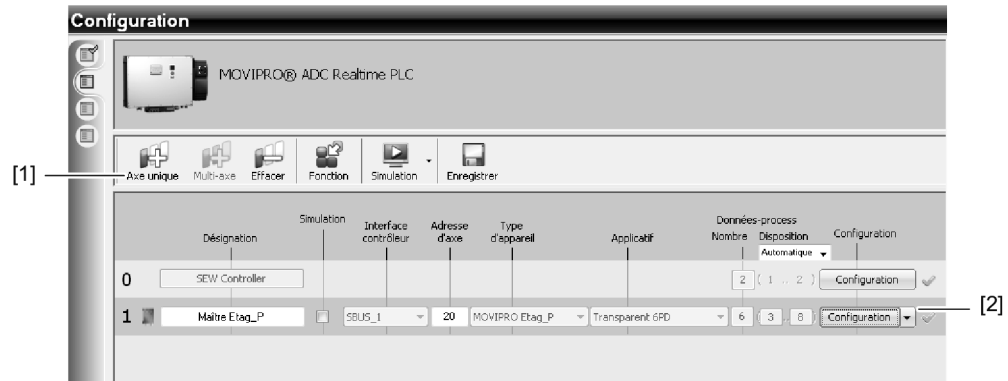 Configuration
MOVIPRO® ADC Realtime PLC
[1]
Axe unique Multi-axe Effacer Fonction Simulation Enregistrer
Désignation Simulation Interface contrôleur Adresse d'axe Type d'appareil Applicatif Données-process Nombre Disposition Configuration
Automatique
0 SEW Controller 2 ( 1 .. 2 ) Configuration
1 Maître Etag_P SBUS_1 20 MOVIPRO Etag_P Transparent 6PD 6 ( 3 .. 8 ) Configuration [2]